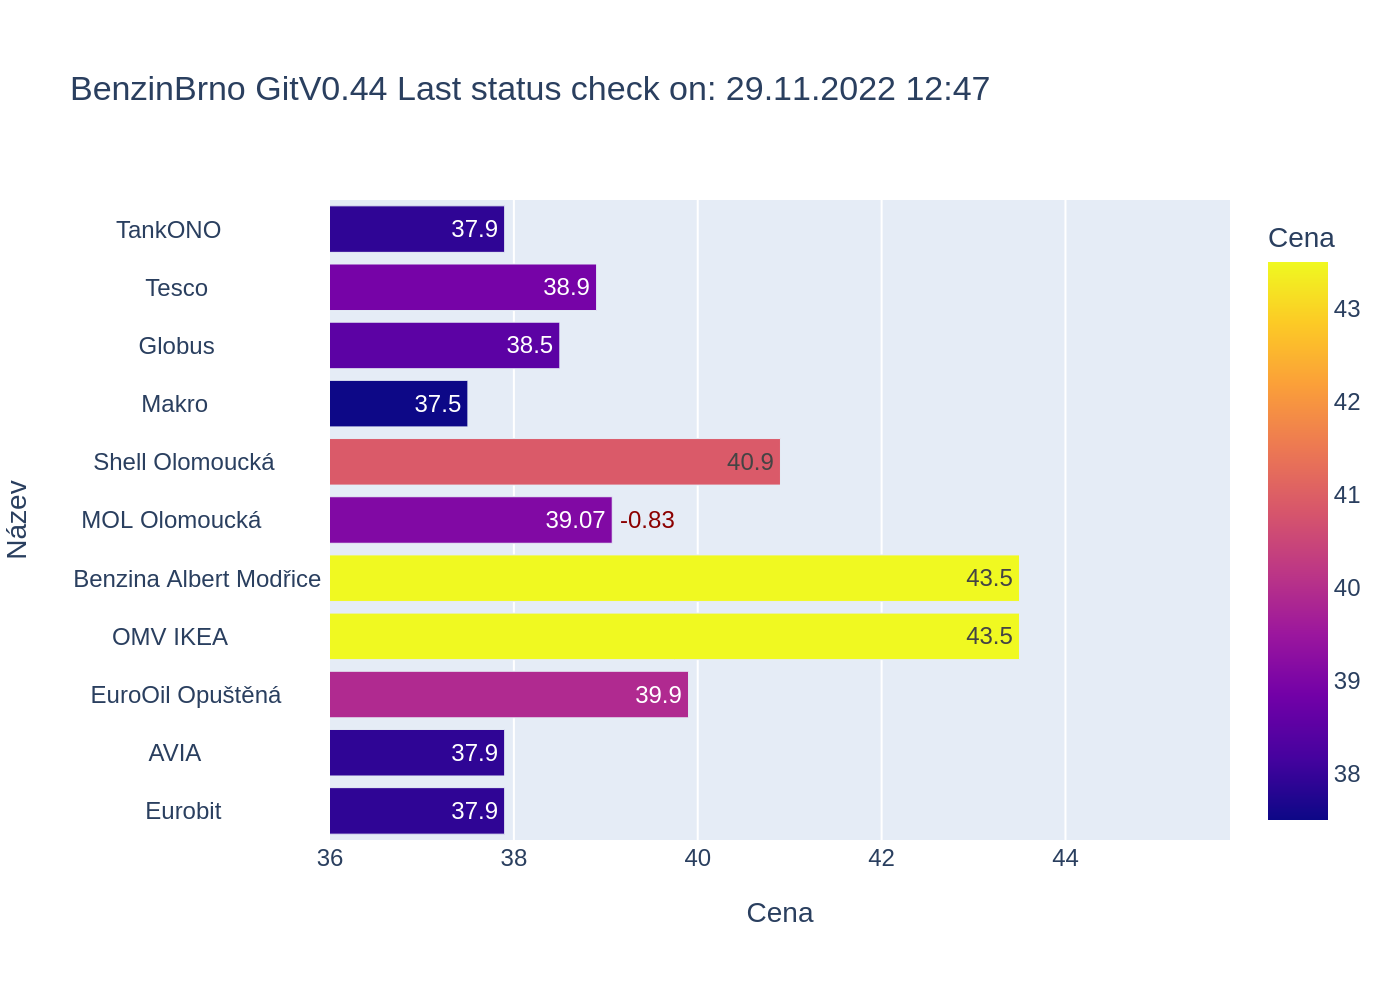 BenzinBrno GitV0.44 Last status check on: 29.11.2022 12:47
Název
TankONO 37.9
Tesco 38.9
Globus 38.5
Makro 37.5
Shell Olomoucká 40.9
MOL Olomoucká 39.07 -0.83
Benzina Albert Modřice 43.5
OMV IKEA 43.5
EuroOil Opuštěná 39.9
AVIA 37.9
Eurobit 37.9
36 38 40 42 44
Cena
Cena
43
42
41
40
39
38